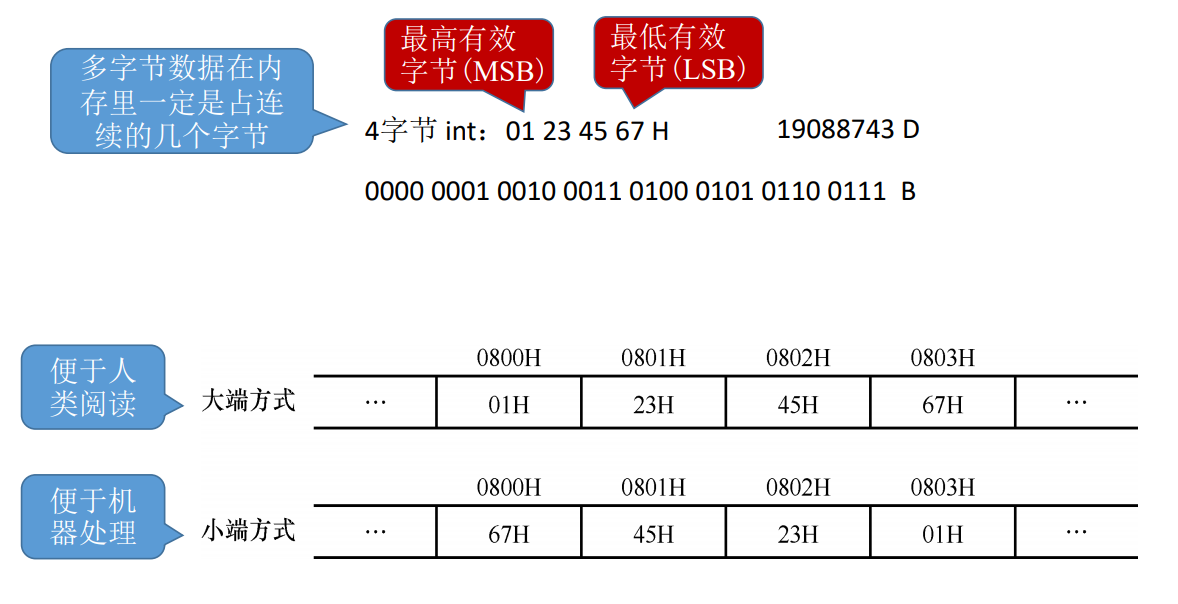 最高有效
字节(MSB)
最低有效
字节(LSB)
多字节数据在内
存里一定是占连
续的几个字节
4字节 int：01 23 45 67 H 19088743 D
0000 0001 0010 0011 0100 0101 0110 0111 B
便于人
类阅读
0800H 0801H 0802H 0803H
大端方式 … 01H 23H 45H 67H …
便于机
器处理
0800H 0801H 0802H 0803H
小端方式 … 67H 45H 23H 01H …